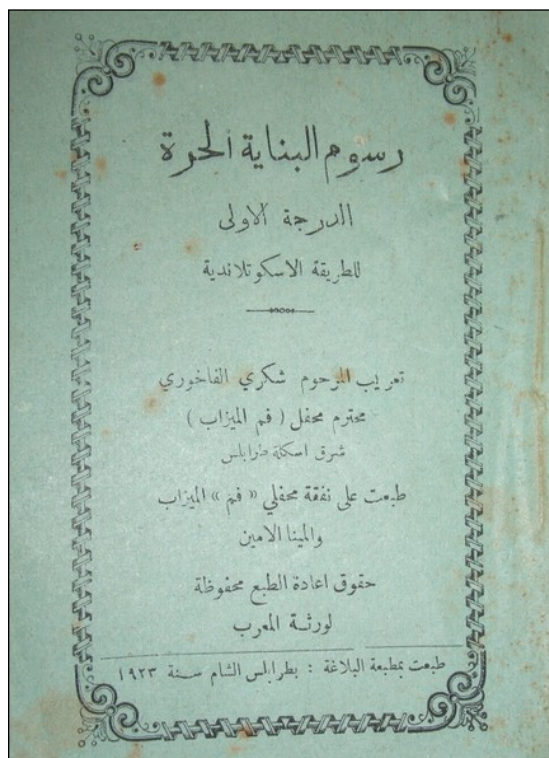 رسوم البناية الحرة
الدرجة الاولى
للطريقة الاسكوتلاندية
تعريب المرحوم شكري الفاخوري
محترم محفل ( فم الميزاب )
شرق اسكلة طرابلس
طبعت على نفقة محفلي « فم » الميزاب
والمينا الامين
حقوق اعادة الطبع محفوظة
لورثة المعرب
طبعت بمطبعة البلاغة : بطرابلس الشام سنة ١٩٢٣